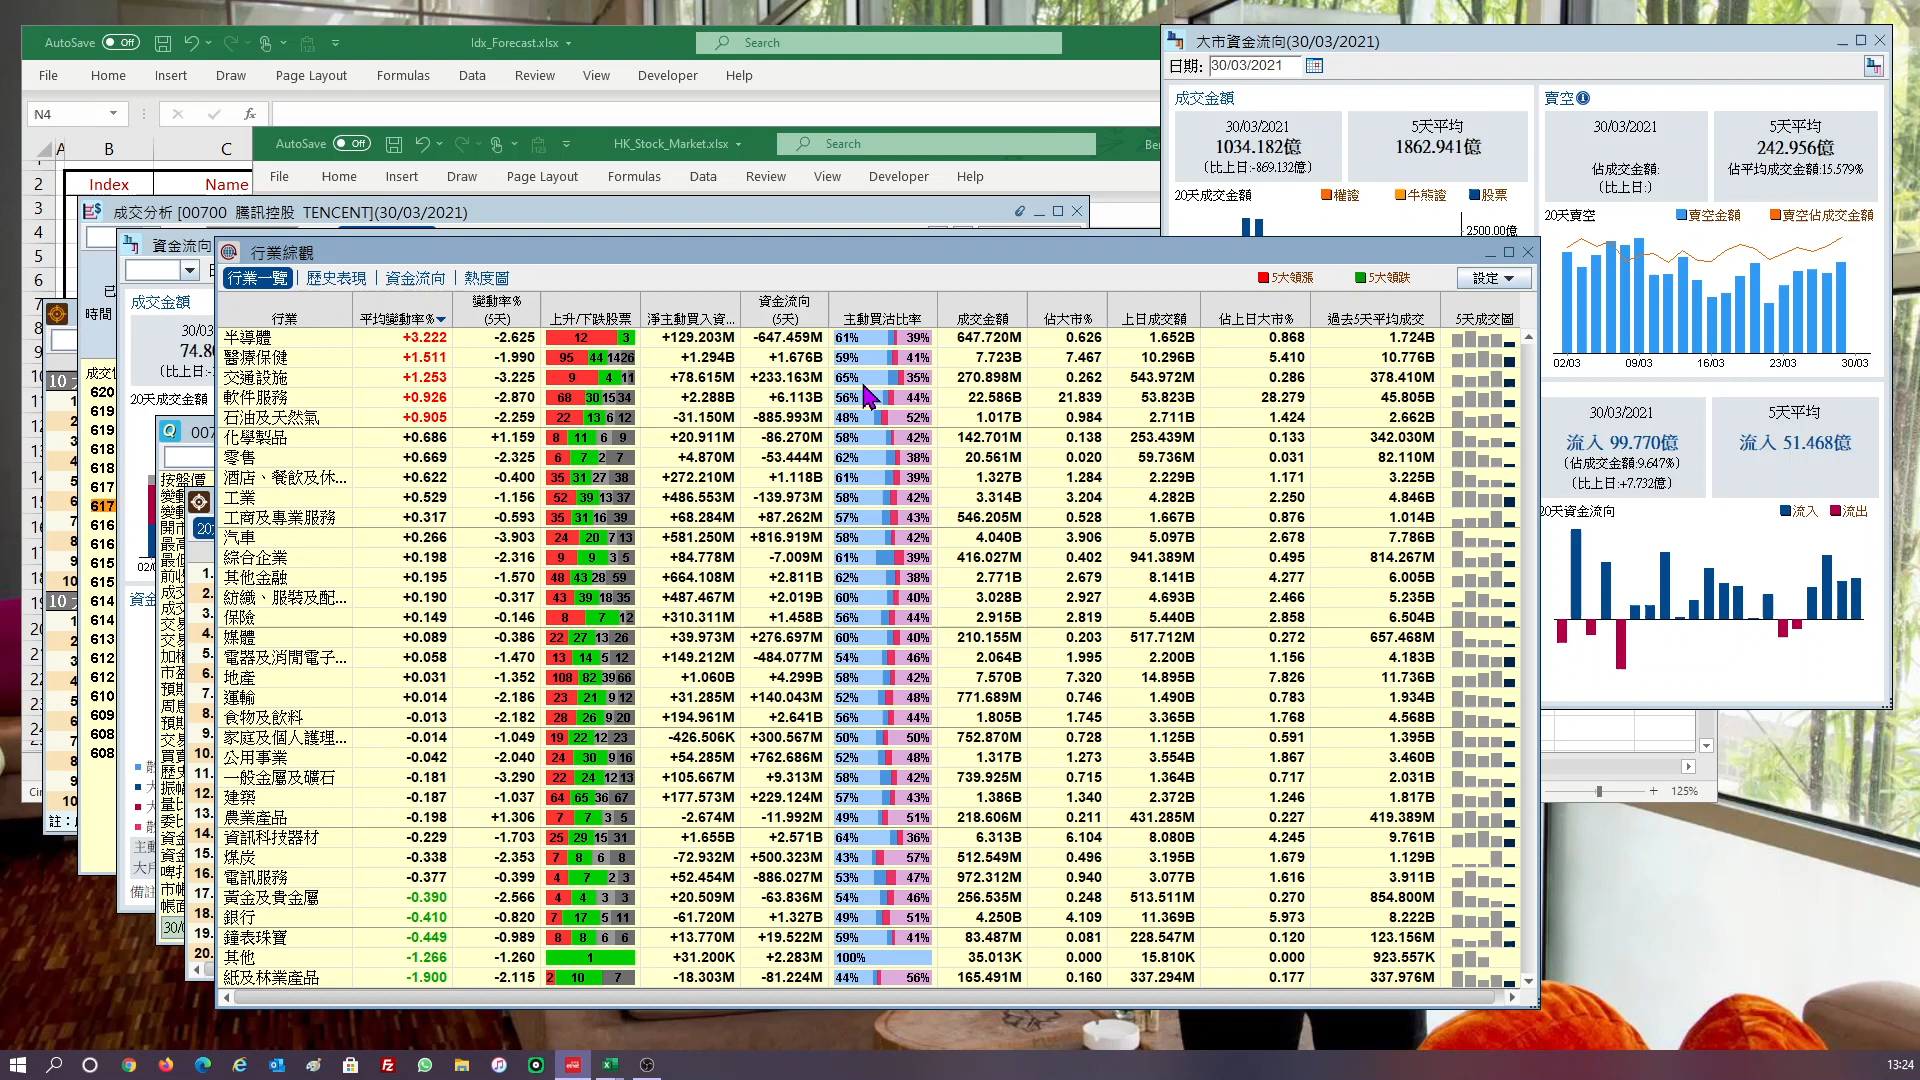 AutoSave Off Idx_Forecast.xlsx Search
File Home Insert Draw Page Layout Formulas Data Review View Developer Help
N4 fx
A B C
Index Name
AutoSave Off HK_Stock_Market.xlsx Search
File Home Insert Draw Page Layout Formulas Data Review View Developer Help
成交分析 [00700 騰訊控股 TENCENT](30/03/2021)
資金流向
成交金額
時間
大市資金流向(30/03/2021)
日期: 30/03/2021
成交金額
30/03/2021
1034.182億
(比上日:-869.132億)
5天平均
1862.941億
20天成交金額 權證 牛熊證 股票
2500.00億
賣空
30/03/2021
佔成交金額:
(比上日:)
5天平均
242.956億
佔平均成交金額:15.579%
20天賣空 賣空金額 賣空佔成交金額
02/03 09/03 16/03 23/03 30/03
30/03/2021
流入 99.770億
(佔成交金額:9.647%)
(比上日:+7.732億)
5天平均
流入 51.468億
20天資金流向 流入 流出
行業綜觀
行業一覽 歷史表現 資金流向 熱度圖 5大領漲 5大領跌 設定
行業 平均變動率% 變動率%(5天) 上升/下跌股票 淨主動買入資... 資金流向(5天) 主動買沽比率 成交金額 佔大市% 上日成交額 佔上日大市% 過去5天平均成交 5天成交圖
半導體 +3.222 -2.625 12 3 +129.203M -647.459M 61% 39% 647.720M 0.626 1.652B 0.868 1.724B
醫療保健 +1.511 -1.990 95 44 14 26 +1.294B +1.676B 59% 41% 7.723B 7.467 10.296B 5.410 10.776B
交通設施 +1.253 -3.225 9 4 11 +78.615M +233.163M 65% 35% 270.898M 0.262 543.972M 0.286 378.410M
軟件服務 +0.926 -2.870 68 30 15 34 +2.288B +6.113B 56% 44% 22.586B 21.839 53.823B 28.279 45.805B
石油及天然氣 +0.905 -2.259 22 13 6 12 -31.150M -885.993M 48% 52% 1.017B 0.984 2.711B 1.424 2.662B
化學製品 +0.686 +1.159 8 11 6 9 +20.911M -86.270M 58% 42% 142.701M 0.138 253.439M 0.133 342.030M
零售 +0.669 -2.325 6 7 2 7 +4.870M -53.444M 62% 38% 20.561M 0.020 59.736M 0.031 82.110M
酒店、餐飲及休... +0.622 -0.400 35 31 27 38 +272.210M +1.118B 61% 39% 1.327B 1.284 2.229B 1.171 3.225B
工業 +0.529 -1.156 52 39 13 37 +486.553M -139.973M 58% 42% 3.314B 3.204 4.282B 2.250 4.846B
工商及專業服務 +0.317 -0.593 35 31 16 39 +68.284M +87.262M 57% 43% 546.205M 0.528 1.667B 0.876 1.014B
汽車 +0.266 -3.903 24 20 7 13 +581.250M +816.919M 58% 42% 4.040B 3.906 5.097B 2.678 7.786B
綜合企業 +0.198 -2.316 9 9 3 5 +84.778M -7.009M 61% 39% 416.027M 0.402 941.389M 0.495 814.267M
其他金融 +0.195 -1.570 48 43 28 59 +664.108M +2.811B 62% 38% 2.771B 2.679 8.141B 4.277 6.005B
紡織、服裝及配... +0.190 -0.317 43 39 18 35 +487.467M +2.019B 60% 40% 3.028B 2.927 4.693B 2.466 5.235B
保險 +0.149 -0.146 8 7 12 +310.311M +1.458B 56% 44% 2.915B 2.819 5.440B 2.858 6.504B
媒體 +0.089 -0.386 22 27 13 26 +39.973M +276.697M 60% 40% 210.155M 0.203 517.712M 0.272 657.468M
電器及消閒電子... +0.058 -1.470 13 14 5 12 +149.212M -484.077M 54% 46% 2.064B 1.995 2.200B 1.156 4.183B
地產 +0.031 -1.352 108 82 39 66 +1.060B +4.299B 58% 42% 7.570B 7.320 14.895B 7.826 11.736B
運輸 +0.014 -2.186 23 21 9 12 +31.285M +140.043M 52% 48% 771.689M 0.746 1.490B 0.783 1.934B
食物及飲料 -0.013 -2.182 28 26 9 20 +194.961M +2.641B 56% 44% 1.805B 1.745 3.365B 1.768 4.568B
家庭及個人護理... -0.014 -1.049 19 22 12 23 -426.506K +300.567M 50% 50% 752.870M 0.728 1.125B 0.591 1.395B
公用事業 -0.042 -2.040 24 30 9 16 +54.285M +762.686M 52% 48% 1.317B 1.273 3.554B 1.867 3.460B
一般金屬及礦石 -0.181 -3.290 22 24 12 13 +105.667M +9.313M 58% 42% 739.925M 0.715 1.364B 0.717 2.031B
建築 -0.187 -1.037 64 65 36 67 +177.573M +229.124M 57% 43% 1.386B 1.340 2.372B 1.246 1.817B
農業產品 -0.198 +1.306 7 7 3 5 -2.674M -11.992M 49% 51% 218.606M 0.211 431.285M 0.227 419.389M
資訊科技器材 -0.229 -1.703 25 29 15 31 +1.655B +2.571B 64% 36% 6.313B 6.104 8.080B 4.245 9.761B
煤炭 -0.338 -2.353 7 8 6 8 -72.932M +500.323M 43% 57% 512.549M 0.496 3.195B 1.679 1.129B
電訊服務 -0.377 -0.399 4 7 2 3 +52.454M -886.027M 53% 47% 972.312M 0.940 3.077B 1.616 3.911B
黃金及貴金屬 -0.390 -2.566 4 4 3 3 +20.509M -63.836M 54% 46% 256.535M 0.248 513.511M 0.270 854.800M
銀行 -0.410 -0.820 7 17 5 11 -61.720M +1.327B 49% 51% 4.250B 4.109 11.369B 5.973 8.222B
鐘表珠寶 -0.449 -0.989 8 8 6 6 +13.770M +19.522M 59% 41% 83.487M 0.081 228.547M 0.120 123.156M
其他 -1.266 -1.260 1 +31.200K +2.283M 100% 35.013K 0.000 15.810K 0.000 923.557K
紙及林業產品 -1.900 -2.115 2 10 7 -18.303M -81.224M 44% 56% 165.491M 0.160 337.294M 0.177 337.976M
125%
13:24